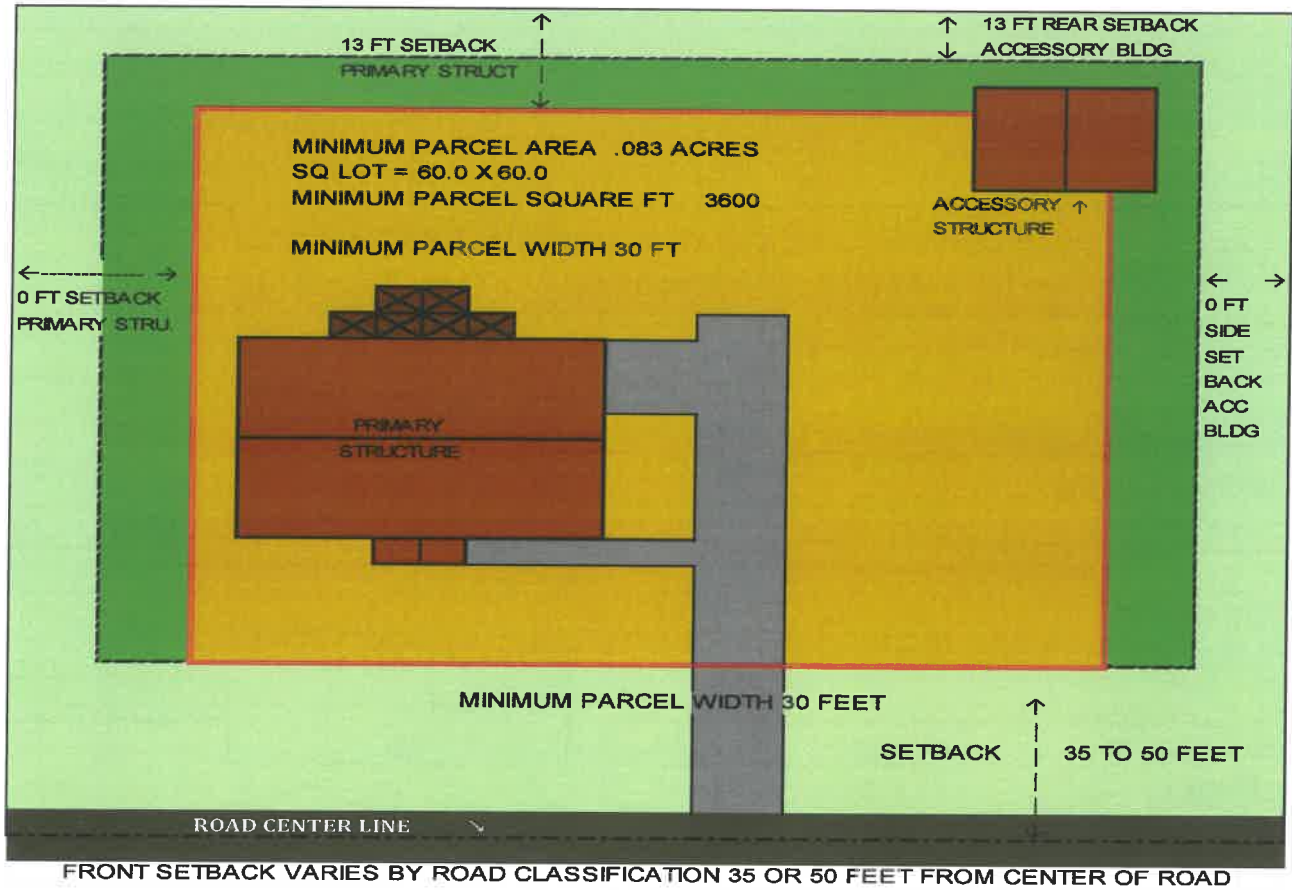 13 FT SETBACK
PRIMARY STRUCT
13 FT REAR SETBACK
ACCESSORY BLDG
MINIMUM PARCEL AREA .083 ACRES
SQ LOT = 60.0 X 60.0
MINIMUM PARCEL SQUARE FT 3600
MINIMUM PARCEL WIDTH 30 FT
ACCESSORY
STRUCTURE
0 FT SETBACK
PRIMARY STRU.
0 FT
SIDE
SET
BACK
ACC
BLDG
PRIMARY
STRUCTURE
MINIMUM PARCEL WIDTH 30 FEET
SETBACK 35 TO 50 FEET
ROAD CENTER LINE
FRONT SETBACK VARIES BY ROAD CLASSIFICATION 35 OR 50 FEET FROM CENTER OF ROAD